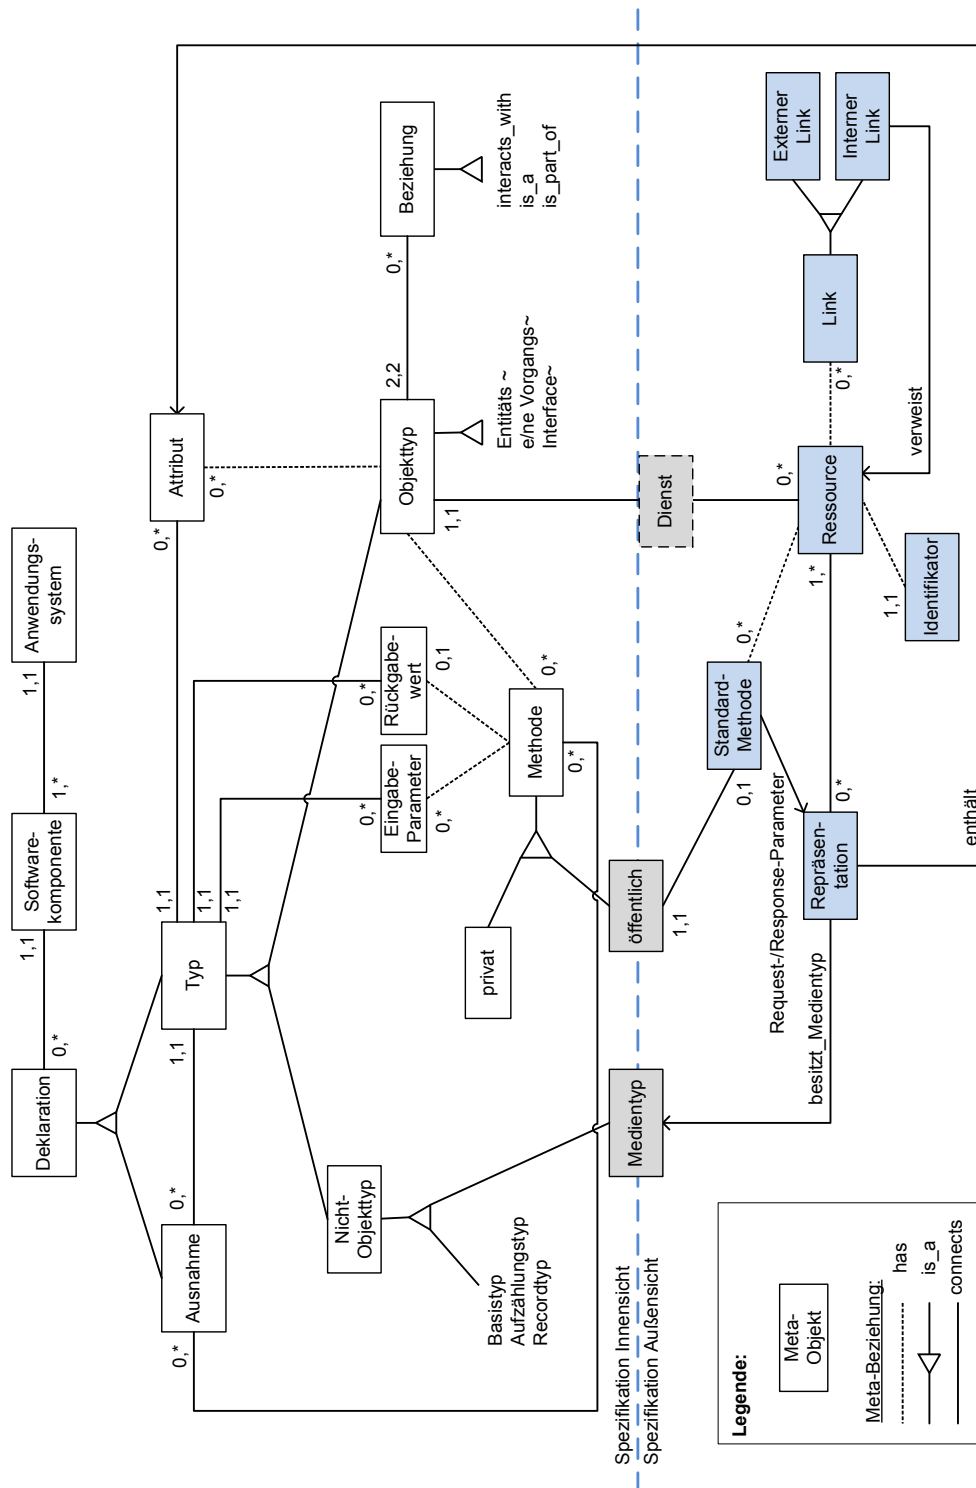 Deklaration
0,*
1,1
Software-
komponente
1,*
1,1
Anwendungs-
system
Ausnahme
0,*
0,*
1,1
Typ
1,1
1,1
1,1
0,*
Attribut
0,*
Nicht-
Objekttyp
Basistyp
Aufzählungstyp
Recordtyp
privat
Eingabe-
Parameter
0,*
0,*
Rückgabe-
wert
0,*
0,1
Methode
0,*
0,*
Objekttyp
2,2
1,1
Entitäts ~
e/ne Vorgangs~
Interface~
0,*
Beziehung
interacts_with
is_a
is_part_of
Spezifikation Innensicht
Spezifikation Außensicht
Medientyp
öffentlich
1,1
Dienst
besitzt_Medientyp
Request-/Response-Parameter
Standard-
Methode
0,1
0,*
Repräsen-
tation
0,*
1,*
Ressource
0,*
0,*
Link
Externer
Link
Interner
Link
verweist
Identifikator
1,1
enthält
Legende:
Meta-
Objekt
Meta-Beziehung:
has
is_a
connects